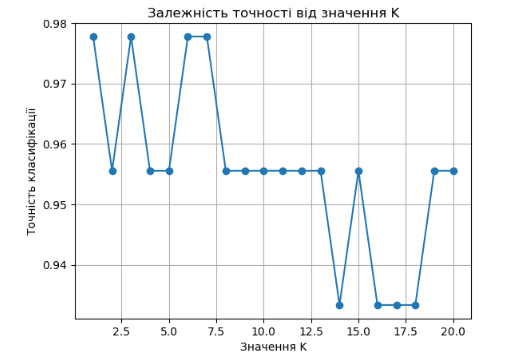 Залежність точності від значення K
0.98
0.97
0.96
0.95
0.94
Точність класифікації
2.5 5.0 7.5 10.0 12.5 15.0 17.5 20.0
Значення K